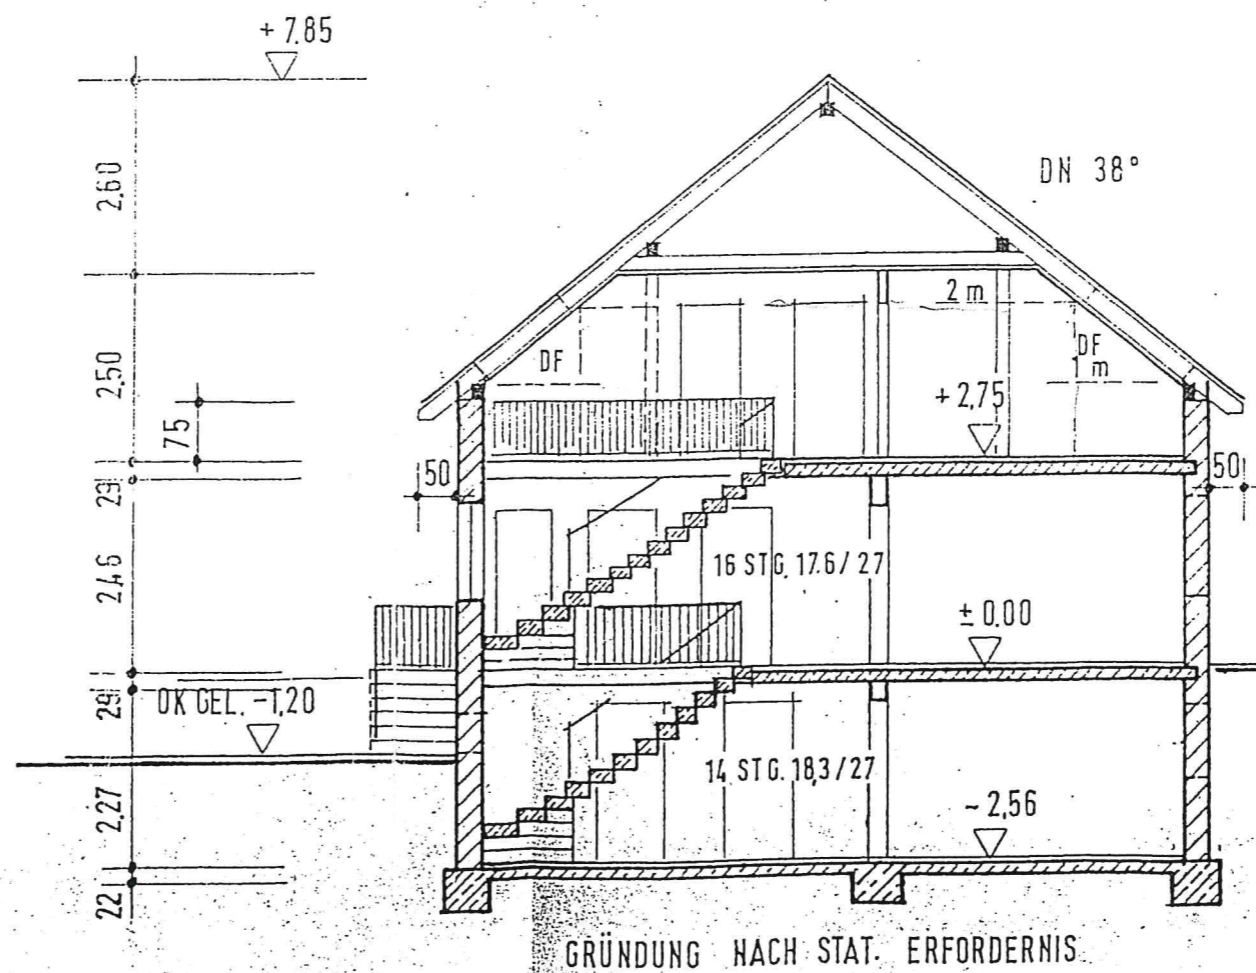 + 7.85
2,60
DN 38°
2 m
DF
DF
m
2,50
75
+ 2,75
50
50
29
2,46
16 STG. 17.6 / 27
± 0.00
29
OK GEL. -1,20
14 STG. 18,3 / 27
2,27
- 2,56
22
GRÜNDUNG NACH STAT. ERFORDERNIS